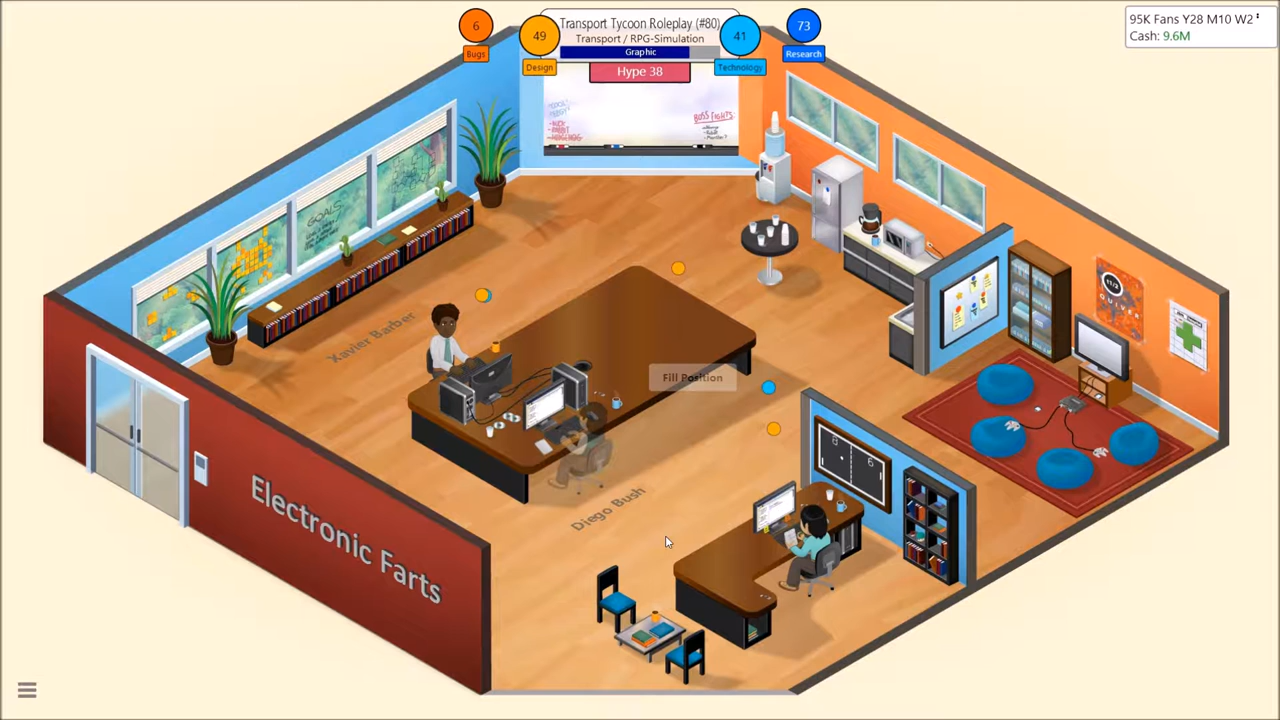 6
Bugs
49
Design
Transport Tycoon Roleplay (#80)
Transport / RPG-Simulation
Graphic
Hype 38
41
Technology
73
Research
95K Fans Y28 M10 W2
Cash: 9.6M
BOSS FIGHTS:
GOALS
Xavier Barber
Fill Position
Diego Bush
QUIVER
Electronic Farts